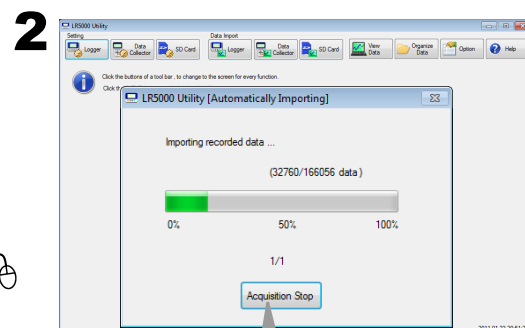 2
LR5000 Utility
Setting
Data Import
Logger
Data Collector
SD Card
Logger
Data Collector
SD Card
View Data
Organize Data
Option
Help
Click the buttons of a tool bar , to change to the screen for every function.
Click th
LR5000 Utility [Automatically Importing]
Importing recorded data ...
(32760/166056 data )
0% 50% 100%
1/1
Acquisition Stop